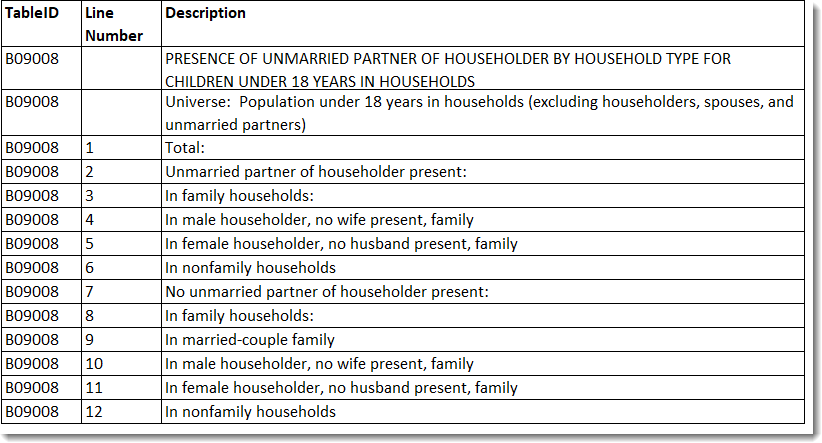 TableID Line Number Description
B09008 PRESENCE OF UNMARRIED PARTNER OF HOUSEHOLDER BY HOUSEHOLD TYPE FOR
CHILDREN UNDER 18 YEARS IN HOUSEHOLDS
B09008 Universe:  Population under 18 years in households (excluding householders, spouses, and
unmarried partners)
B09008 1 Total:
B09008 2 Unmarried partner of householder present:
B09008 3 In family households:
B09008 4 In male householder, no wife present, family
B09008 5 In female householder, no husband present, family
B09008 6 In nonfamily households
B09008 7 No unmarried partner of householder present:
B09008 8 In family households:
B09008 9 In married-couple family
B09008 10 In male householder, no wife present, family
B09008 11 In female householder, no husband present, family
B09008 12 In nonfamily households